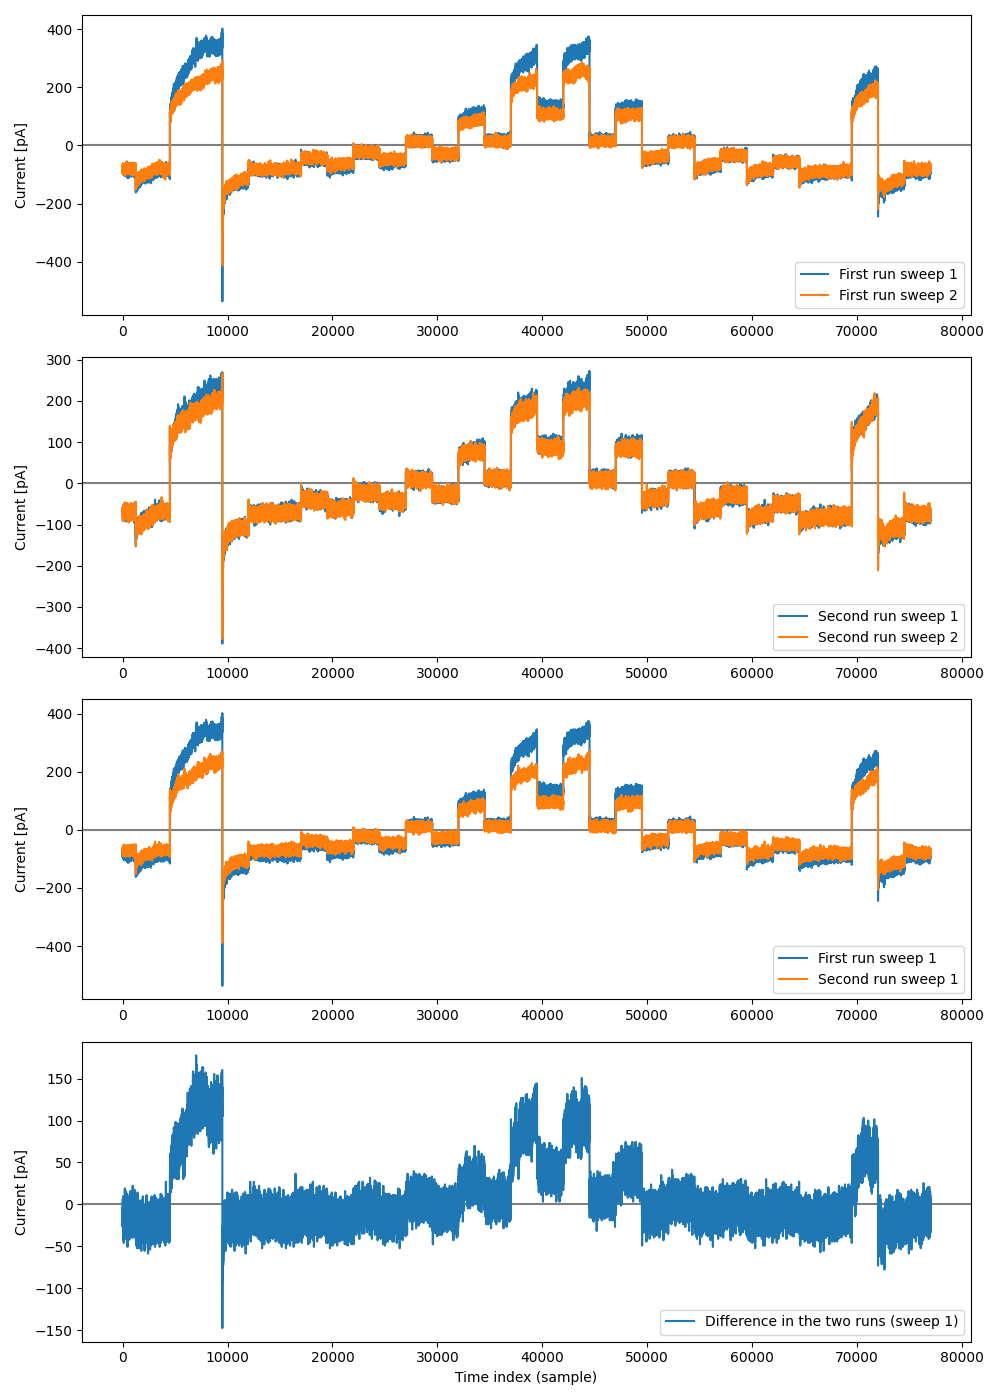 400
200
0
−200
−400
Current [pA]
First run sweep 1
First run sweep 2
0 10000 20000 30000 40000 50000 60000 70000 80000
300
200
100
0
−100
−200
−300
−400
Current [pA]
Second run sweep 1
Second run sweep 2
0 10000 20000 30000 40000 50000 60000 70000 80000
400
200
0
−200
−400
Current [pA]
First run sweep 1
Second run sweep 1
0 10000 20000 30000 40000 50000 60000 70000 80000
150
100
50
0
−50
−100
−150
Current [pA]
Difference in the two runs (sweep 1)
0 10000 20000 30000 40000 50000 60000 70000 80000
Time index (sample)